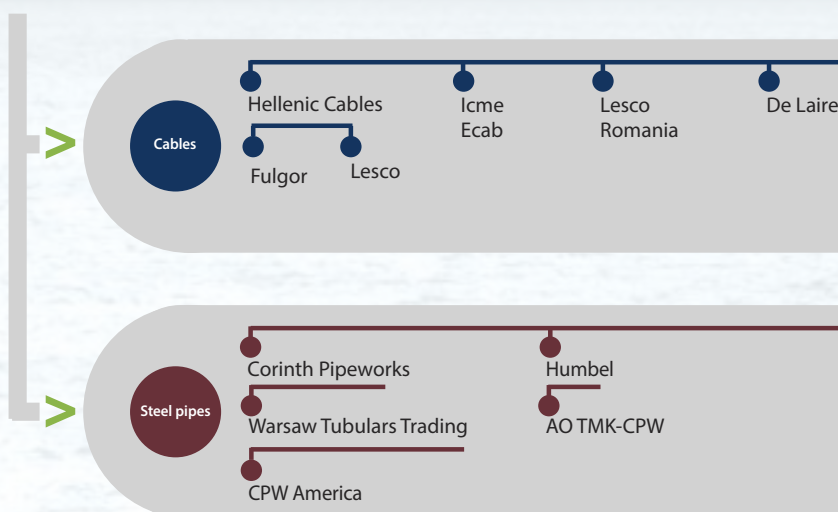 Cables
Hellenic Cables
Icme
Ecab
Lesco
Romania
De Laire
Fulgor
Lesco
Steel pipes
Corinth Pipeworks
Humbel
Warsaw Tubulars Trading
AO TMK-CPW
CPW America